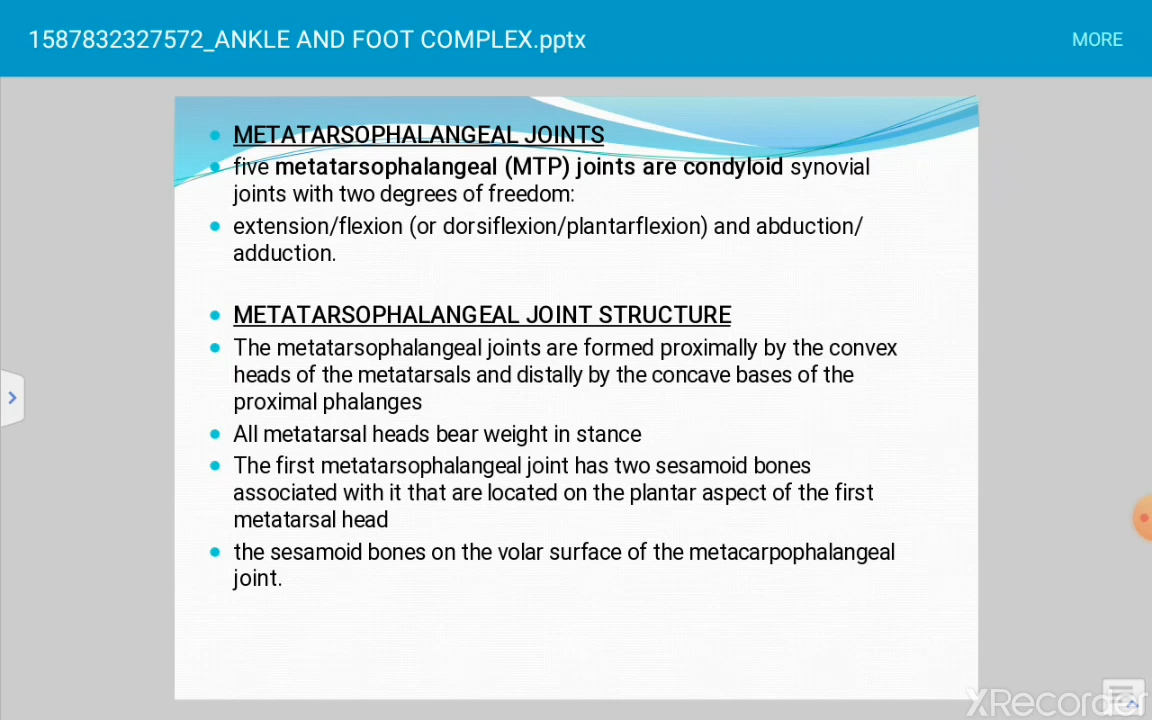 1587832327572_ANKLE AND FOOT COMPLEX.pptx
MORE
METATARSOPHALANGEAL JOINTS
five metatarsophalangeal (MTP) joints are condyloid synovial
joints with two degrees of freedom:
extension/flexion (or dorsiflexion/plantarflexion) and abduction/
adduction.
METATARSOPHALANGEAL JOINT STRUCTURE
The metatarsophalangeal joints are formed proximally by the convex
heads of the metatarsals and distally by the concave bases of the
proximal phalanges
All metatarsal heads bear weight in stance
The first metatarsophalangeal joint has two sesamoid bones
associated with it that are located on the plantar aspect of the first
metatarsal head
the sesamoid bones on the volar surface of the metacarpophalangeal
joint.
XRecorder